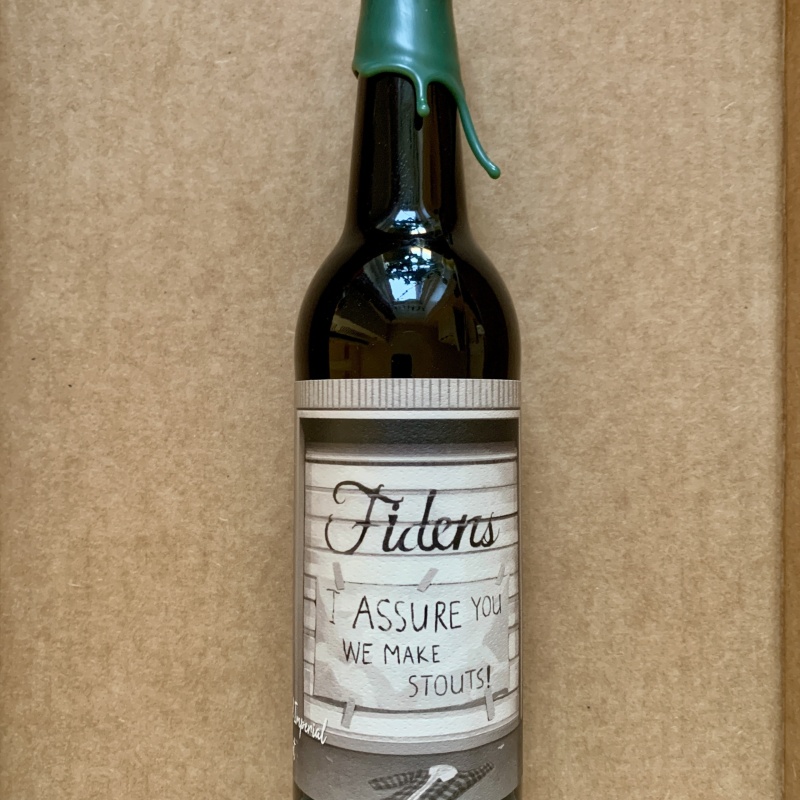 Fidens
I ASSURE YOU
WE MAKE
STOUTS!
Imperial